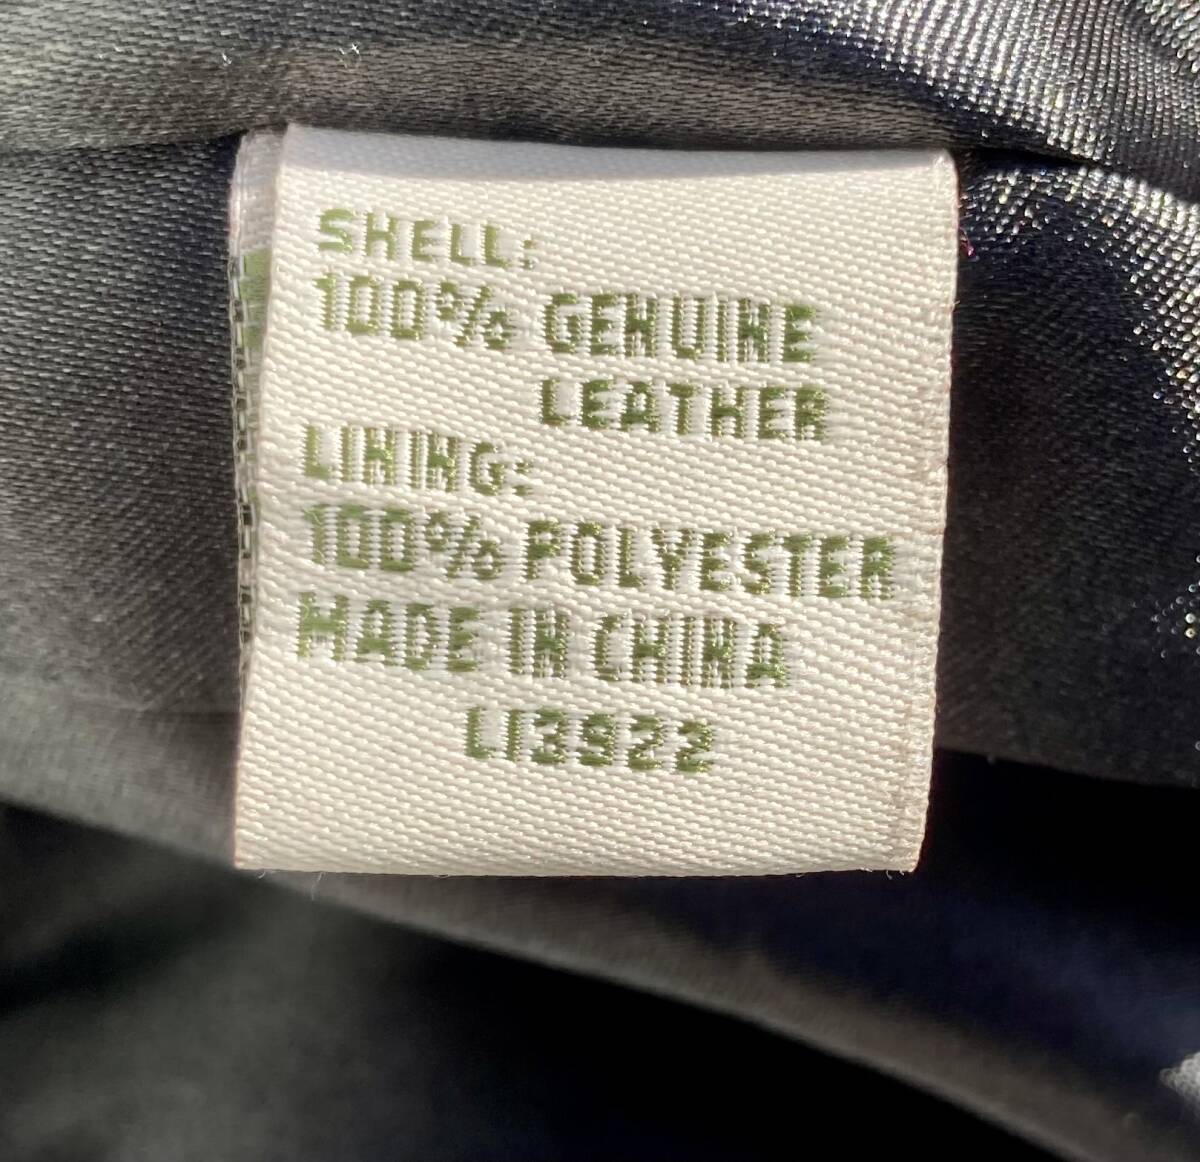 SHELL:
100% GENUINE
LEATHER
LINING:
100% POLYESTER
MADE IN CHINA
LI3922